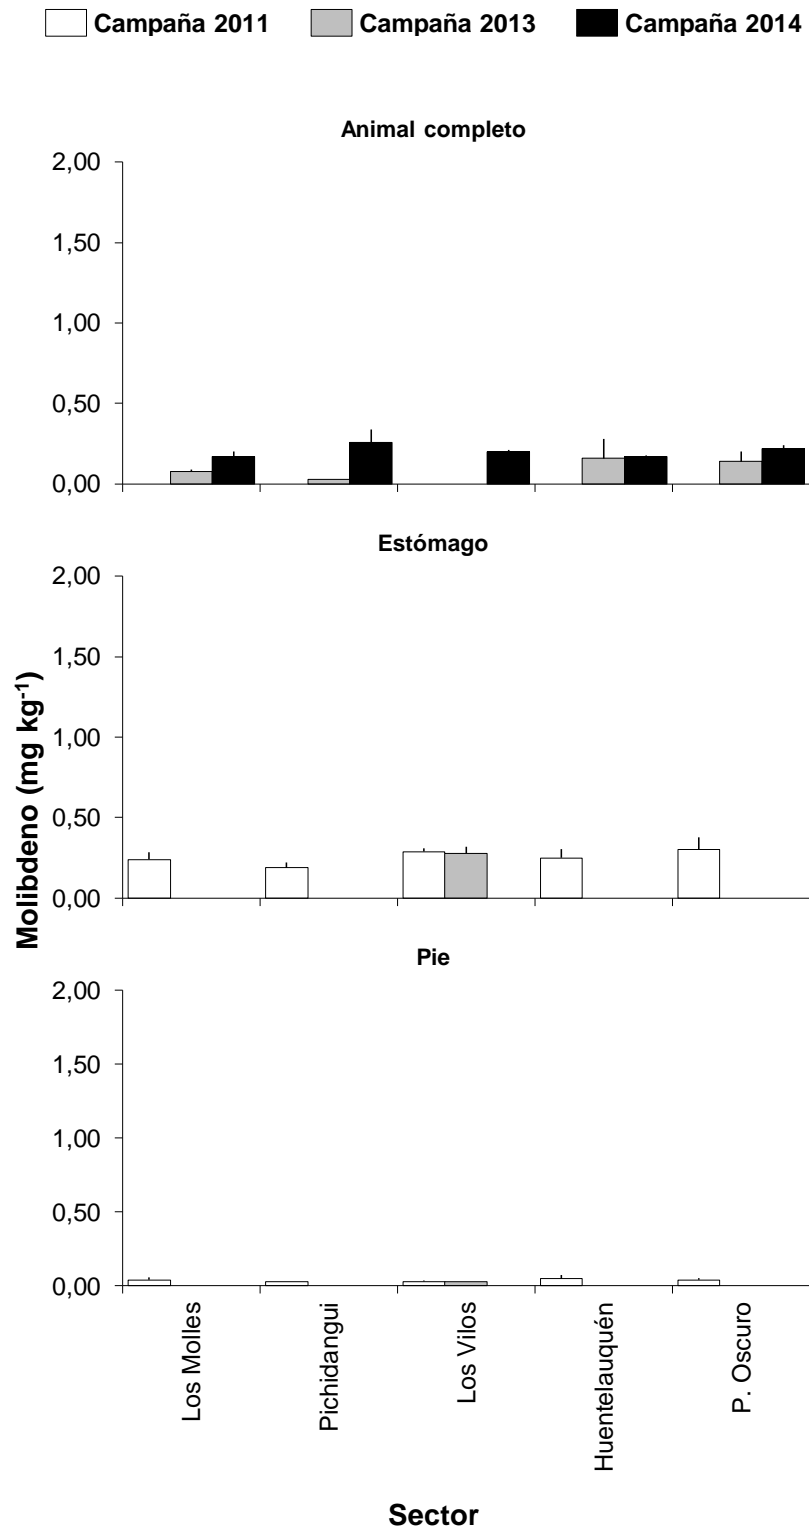 Campaña 2011 Campaña 2013 Campaña 2014
Animal completo
2,00
1,50
1,00
0,50
0,00
Estómago
2,00
1,50
1,00
0,50
0,00
Molibdeno (mg kg⁻¹)
Pie
2,00
1,50
1,00
0,50
0,00
Los Molles
Pichidangui
Los Vilos
Huentelauquén
P. Oscuro
Sector